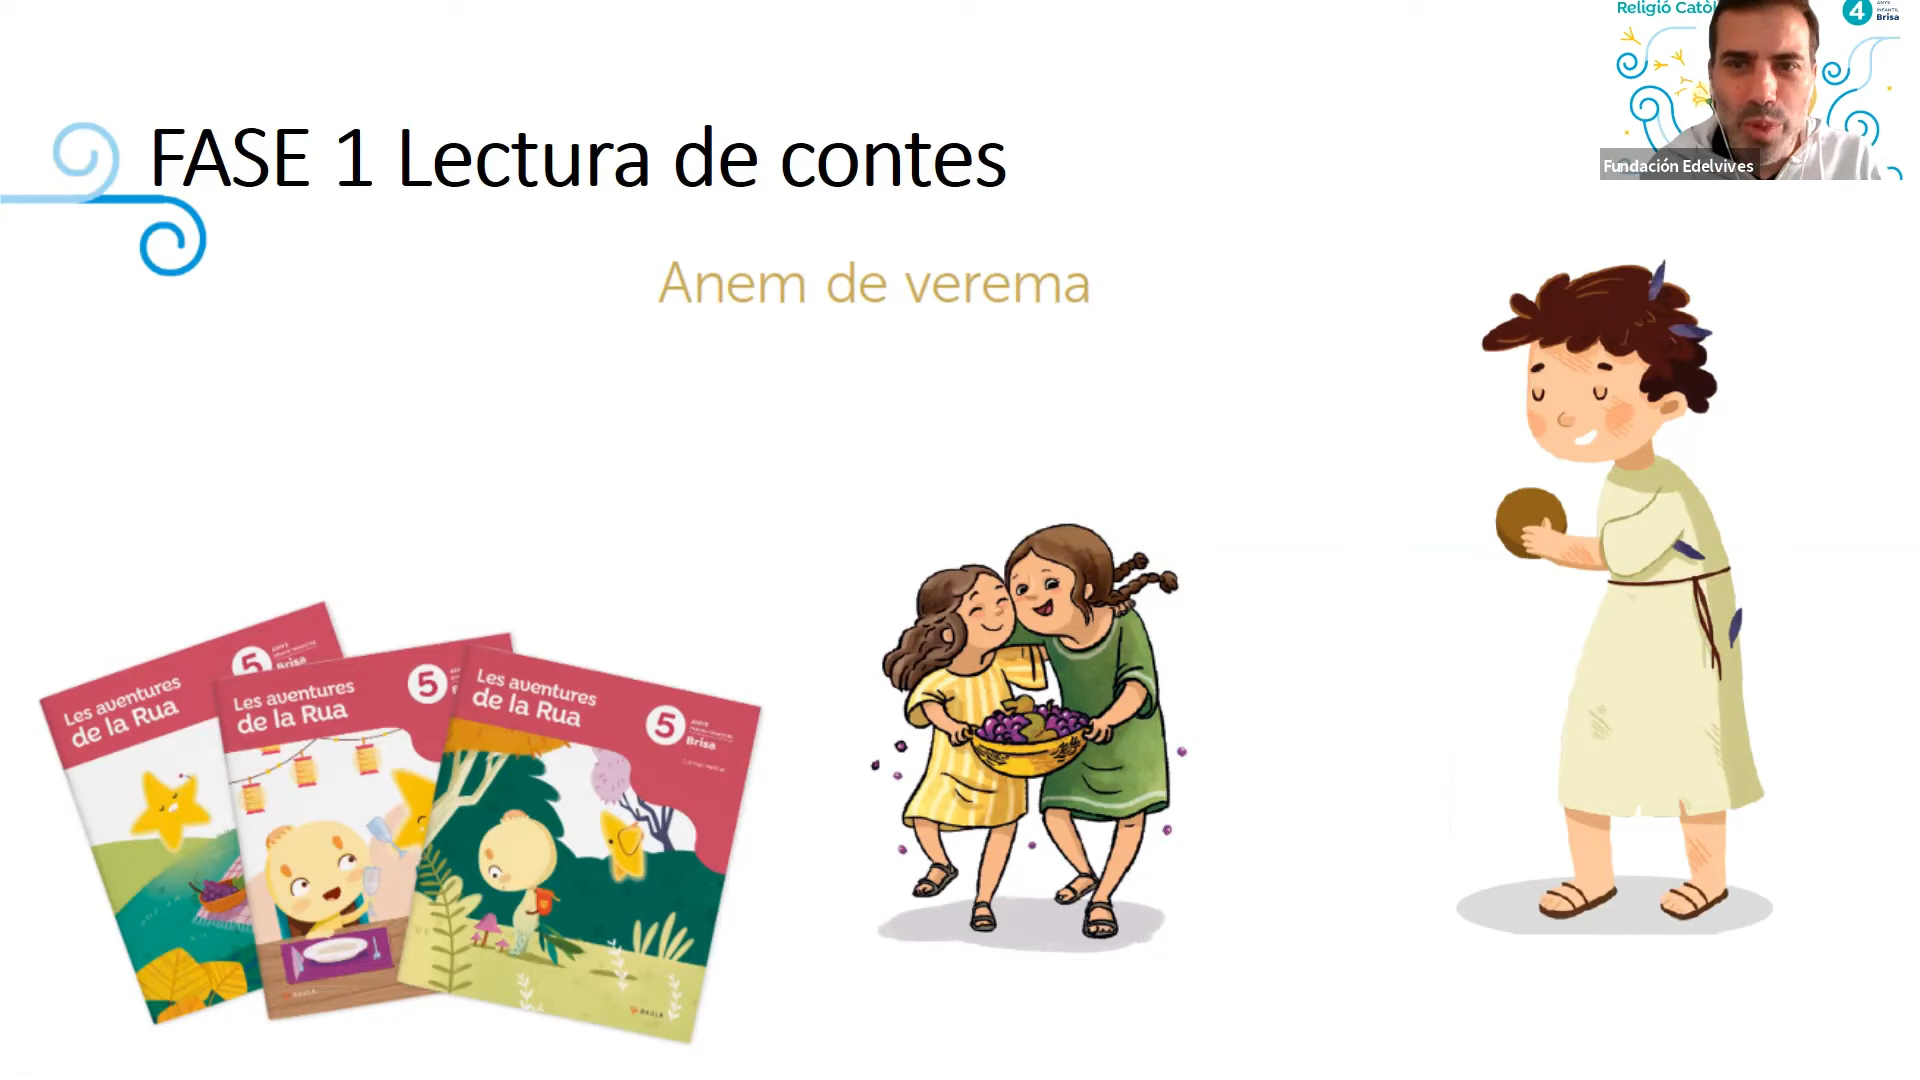 Religió Catòl
4
ANYS
INFANTIL
Brisa
Fundación Edelvives
FASE 1 Lectura de contes
Anem de verema
Les aventures
de la Rua
5
ANYS
Brisa
Les aventures
de la Rua
5
Les aventures
de la Rua
5
ANYS
Brisa
BAULA
BAULA